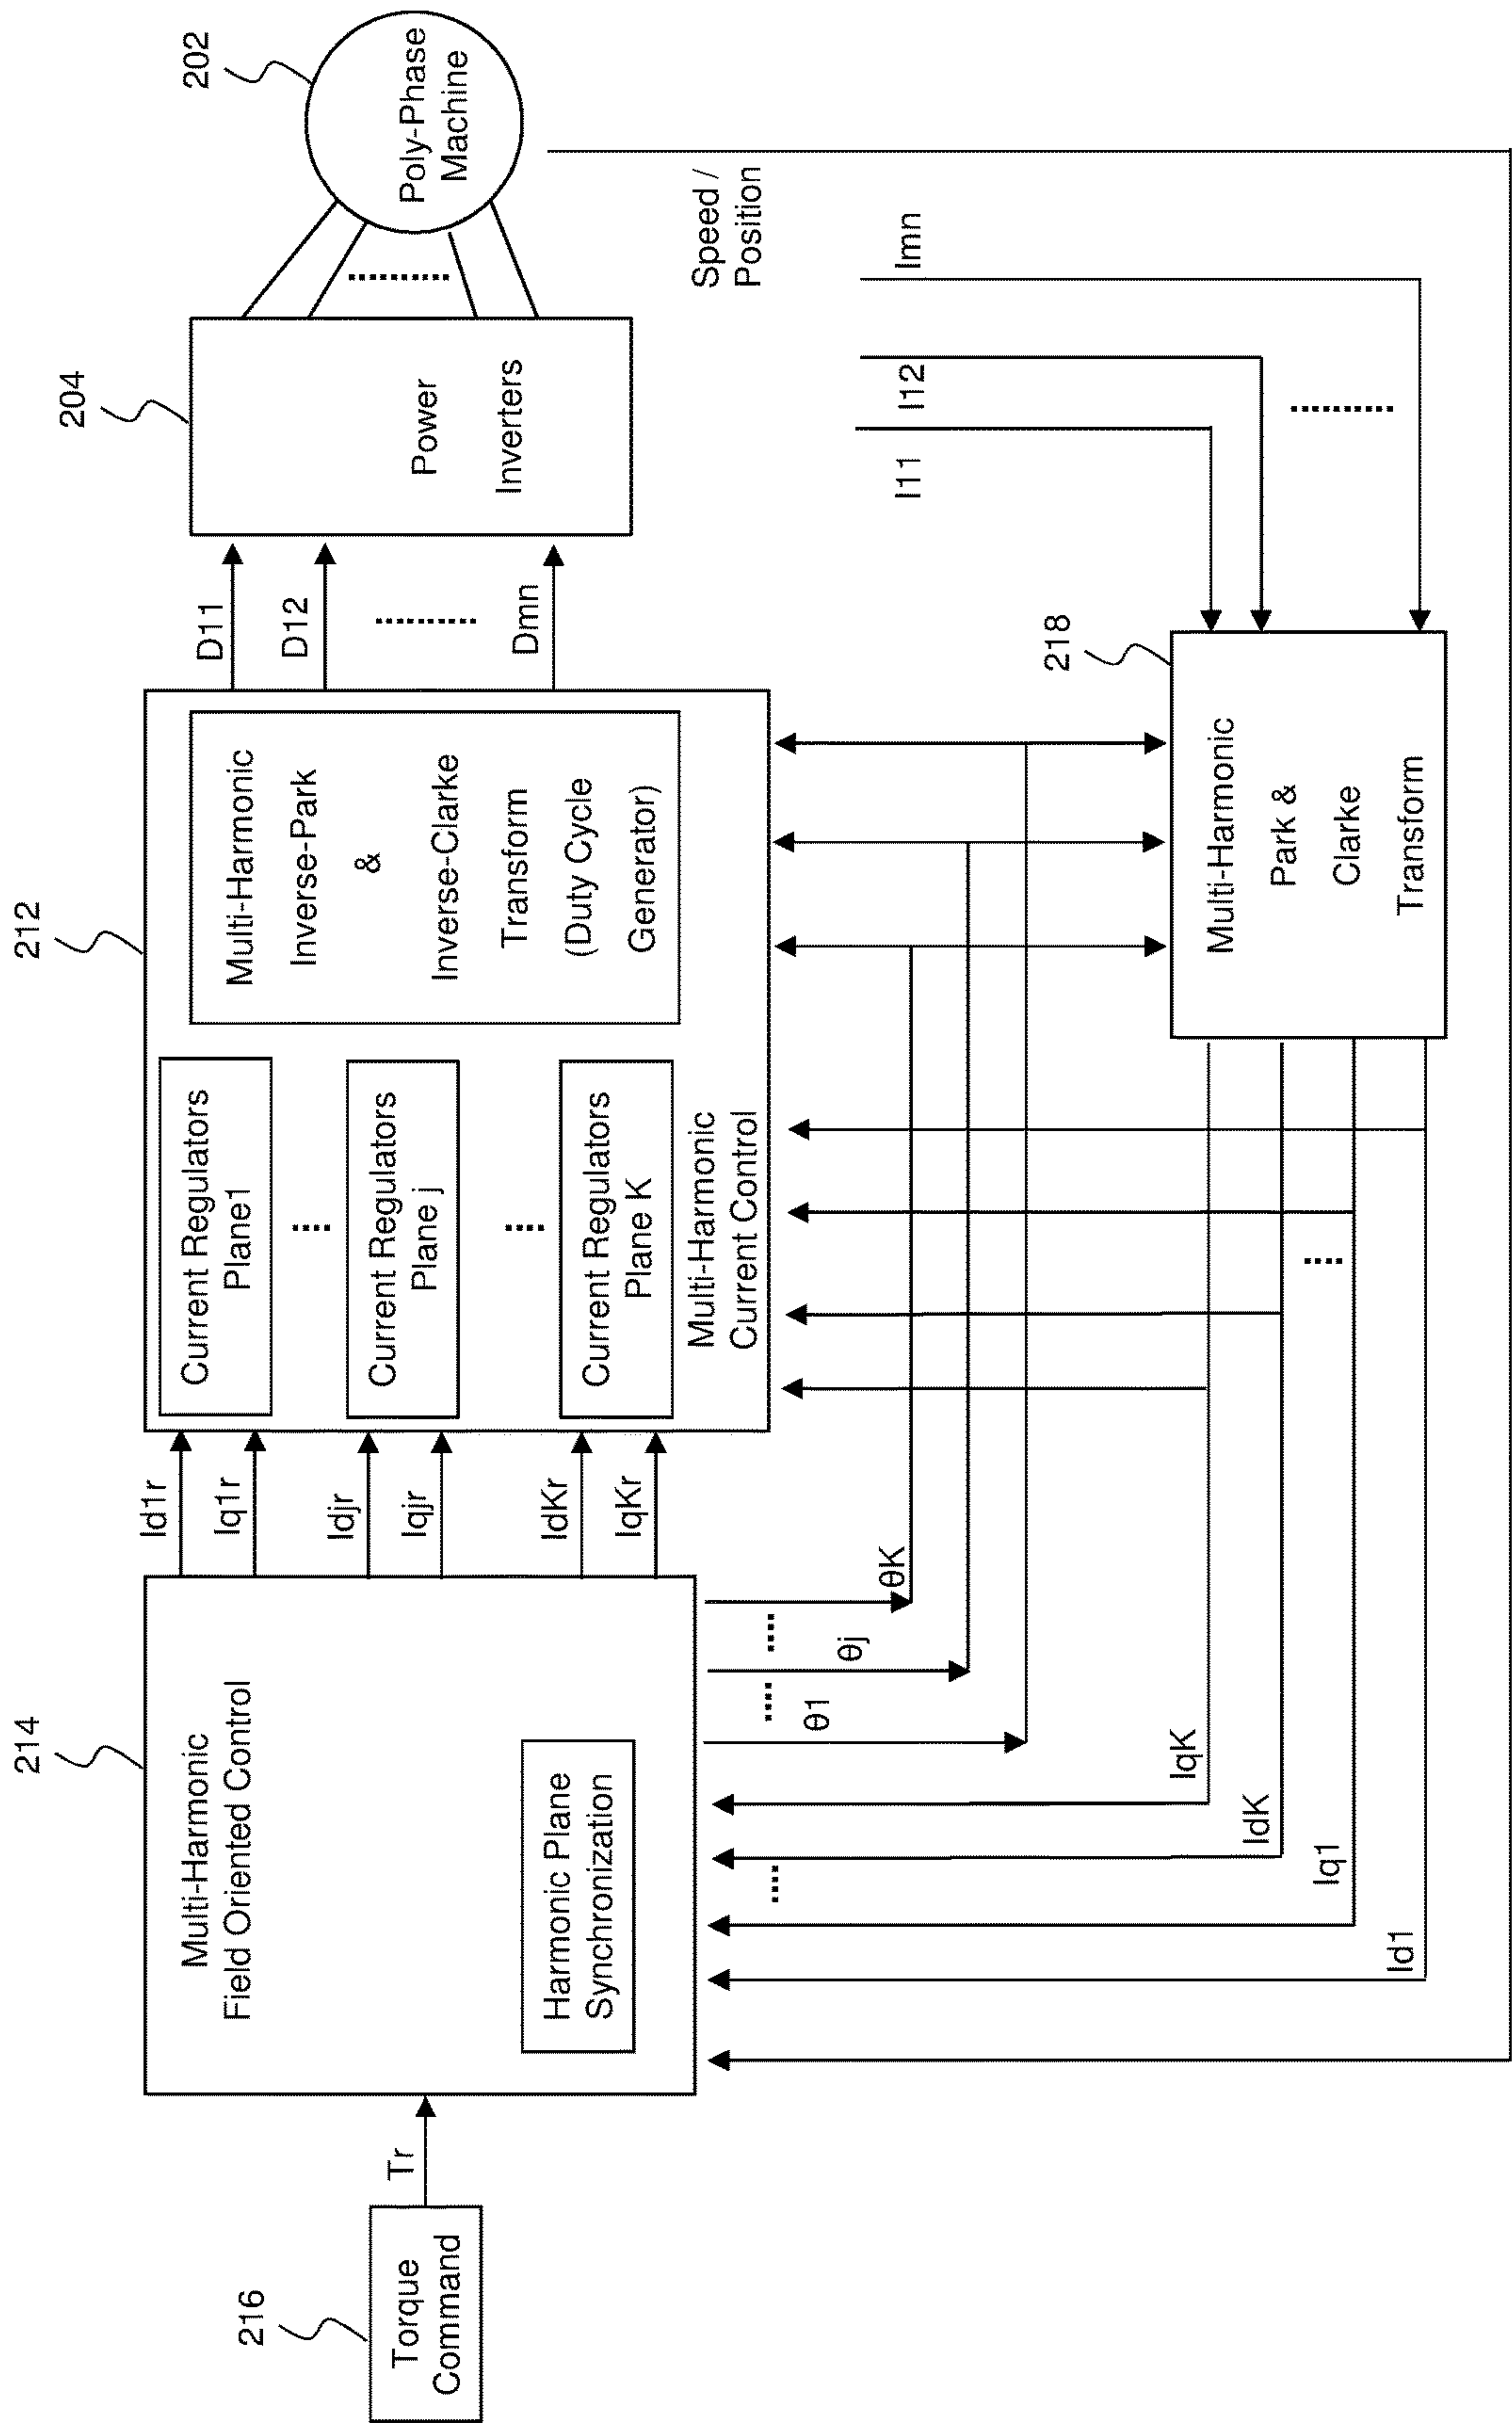 216
Torque
Command
Tr
214
Multi-Harmonic
Field Oriented Control
Harmonic Plane
Synchronization
Id1r
Iq1r
Idjr
Iqjr
IdKr
IqKr
θ1
θj
θK
212
Current Regulators
Plane1
Current Regulators
Plane j
Current Regulators
Plane K
Multi-Harmonic
Current Control
Multi-Harmonic
Inverse-Park
&
Inverse-Clarke
Transform
(Duty Cycle
Generator)
D11
D12
Dmn
204
Power
Inverters
202
Poly-Phase
Machine
Speed /
Position
I11
I12
Imn
218
Multi-Harmonic
Park &
Clarke
Transform
IqK
IdK
Iq1
Id1